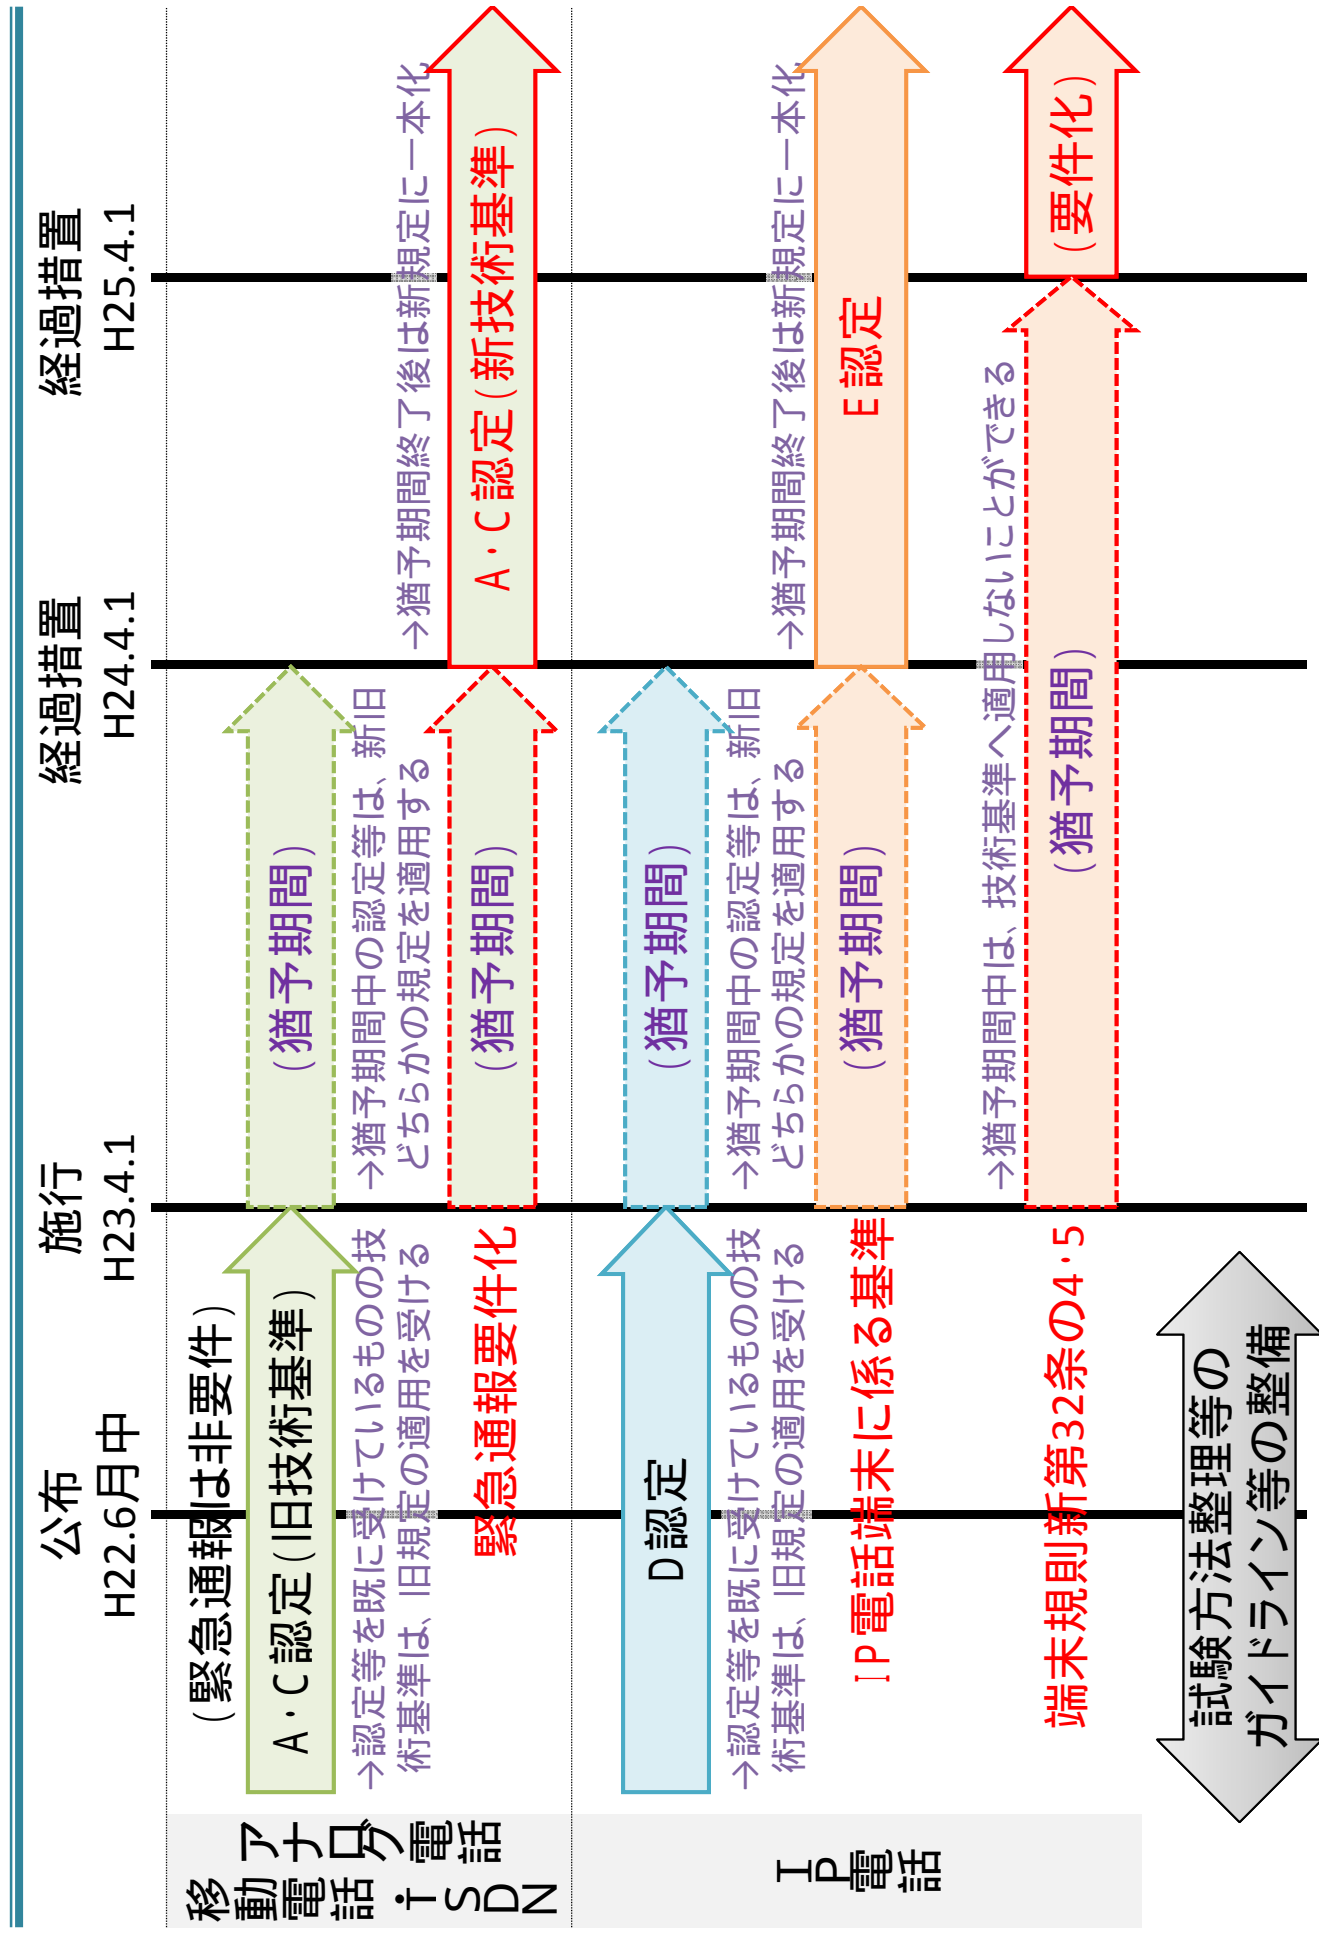 公布
H22.6月中
施行
H23.4.1
経過措置
H24.4.1
経過措置
H25.4.1
移動電話・ISDN
アナログ電話
(緊急通報は非要件)
A・C認定(旧技術基準)
(猶予期間)
→認定等を既に受けているものの技
術基準は、旧規定の適用を受ける
→猶予期間中の認定等は、新旧
どちらかの規定を適用する
→猶予期間終了後は新規定に一本化
緊急通報要件化
(猶予期間)
A・C認定(新技術基準)
IP電話
D認定
(猶予期間)
→認定等を既に受けているものの技
術基準は、旧規定の適用を受ける
→猶予期間中の認定等は、新旧
どちらかの規定を適用する
→猶予期間終了後は新規定に一本化
IP電話端末に係る基準
(猶予期間)
E認定
→猶予期間中は、技術基準へ適用しないことができる
端末規則新第32条の4・5
(猶予期間)
(要件化)
試験方法整理等の
ガイドライン等の整備